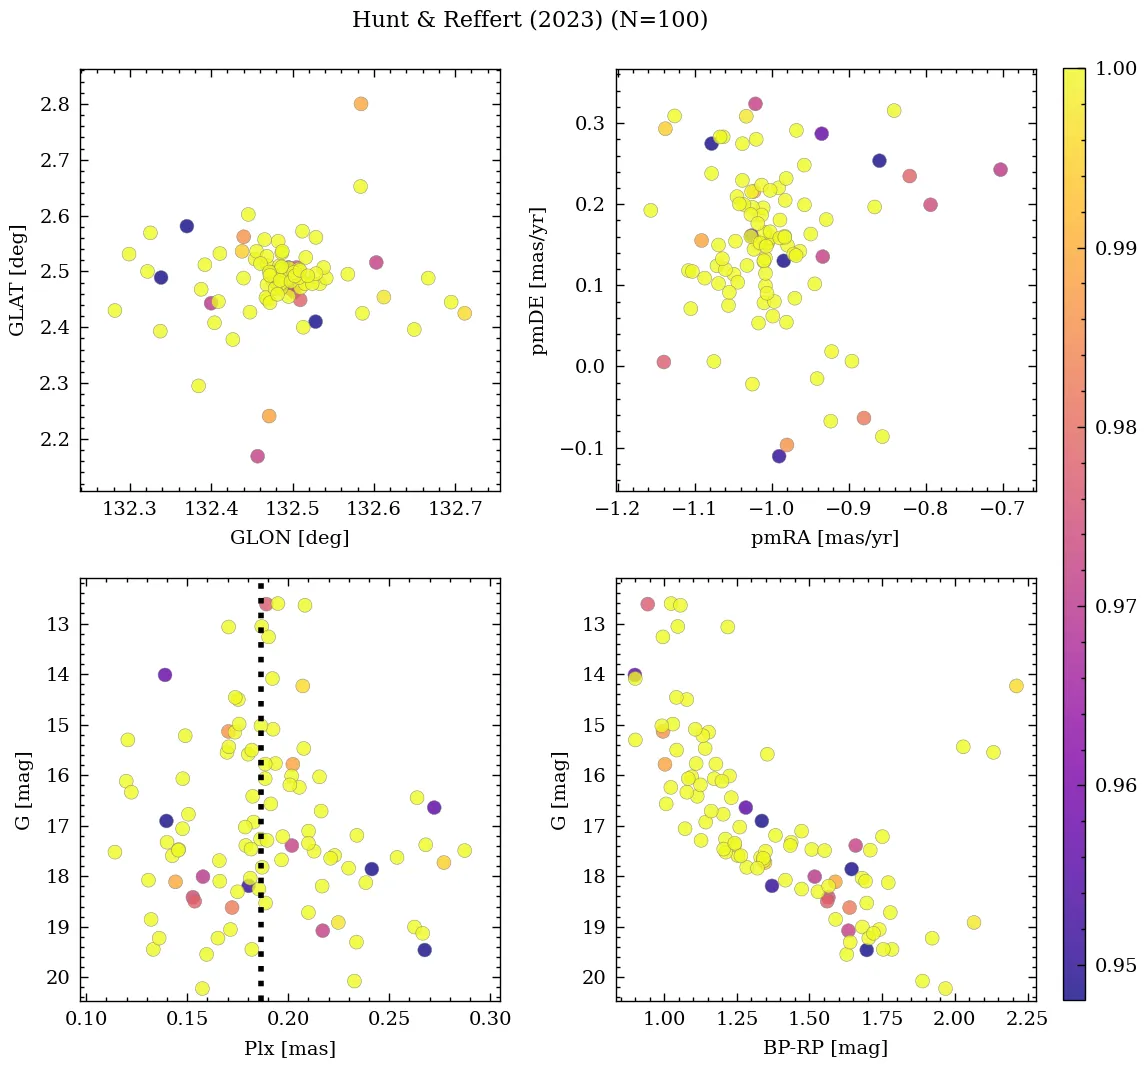 Hunt & Reffert (2023) (N=100)
2.8
2.7
2.6
2.5
2.4
2.3
2.2
GLAT [deg]
132.3 132.4 132.5 132.6 132.7
GLON [deg]
0.3
0.2
0.1
0.0
−0.1
pmDE [mas/yr]
−1.2 −1.1 −1.0 −0.9 −0.8 −0.7
pmRA [mas/yr]
13
14
15
16
17
18
19
20
G [mag]
0.10 0.15 0.20 0.25 0.30
Plx [mas]
13
14
15
16
17
18
19
20
G [mag]
1.00 1.25 1.50 1.75 2.00 2.25
BP-RP [mag]
1.00
0.99
0.98
0.97
0.96
0.95